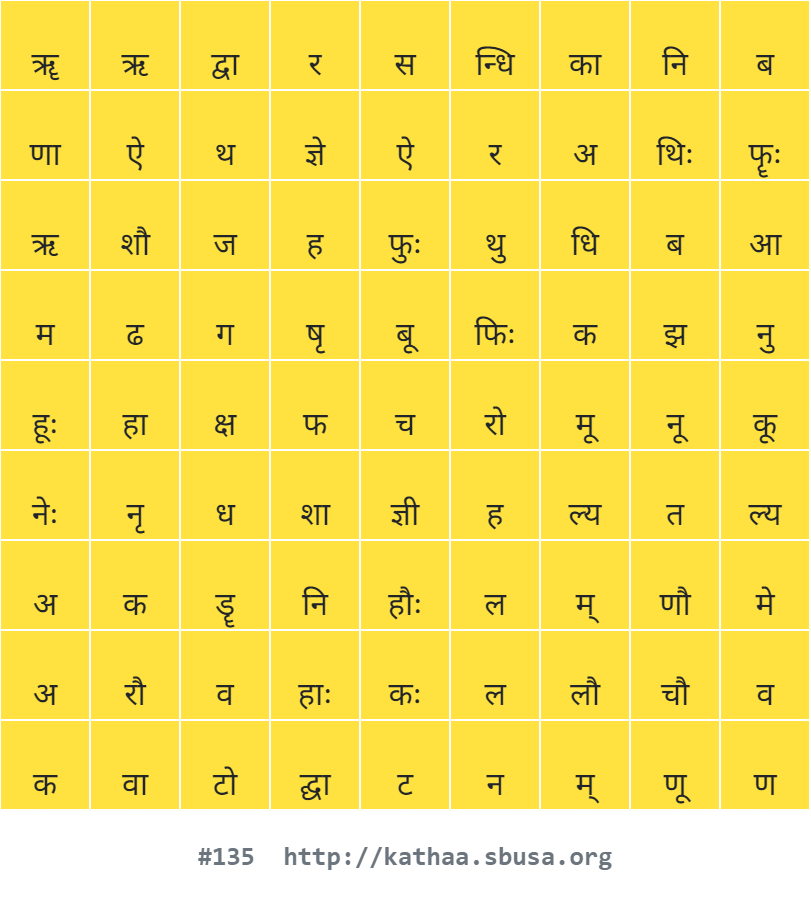 ॠ ऋ द्वा र स न्धि का नि ब
णा ऐ थ ज्ञे ऐ र अ थिः फॄः
ऋ शौ ज ह फुः थु धि ब आ
म ढ ग षृ बू फिः क झ नु
हूः हा क्ष फ च रो मू नू कू
नेः नृ ध शा ज्ञी ह ल्य त ल्य
अ क डॄ नि हौः ल म् णौ मे
अ रौ व हाः कः ल लौ चौ व
क वा टो द्घा ट न म् णू ण
#135 http://kathaa.sbusa.org